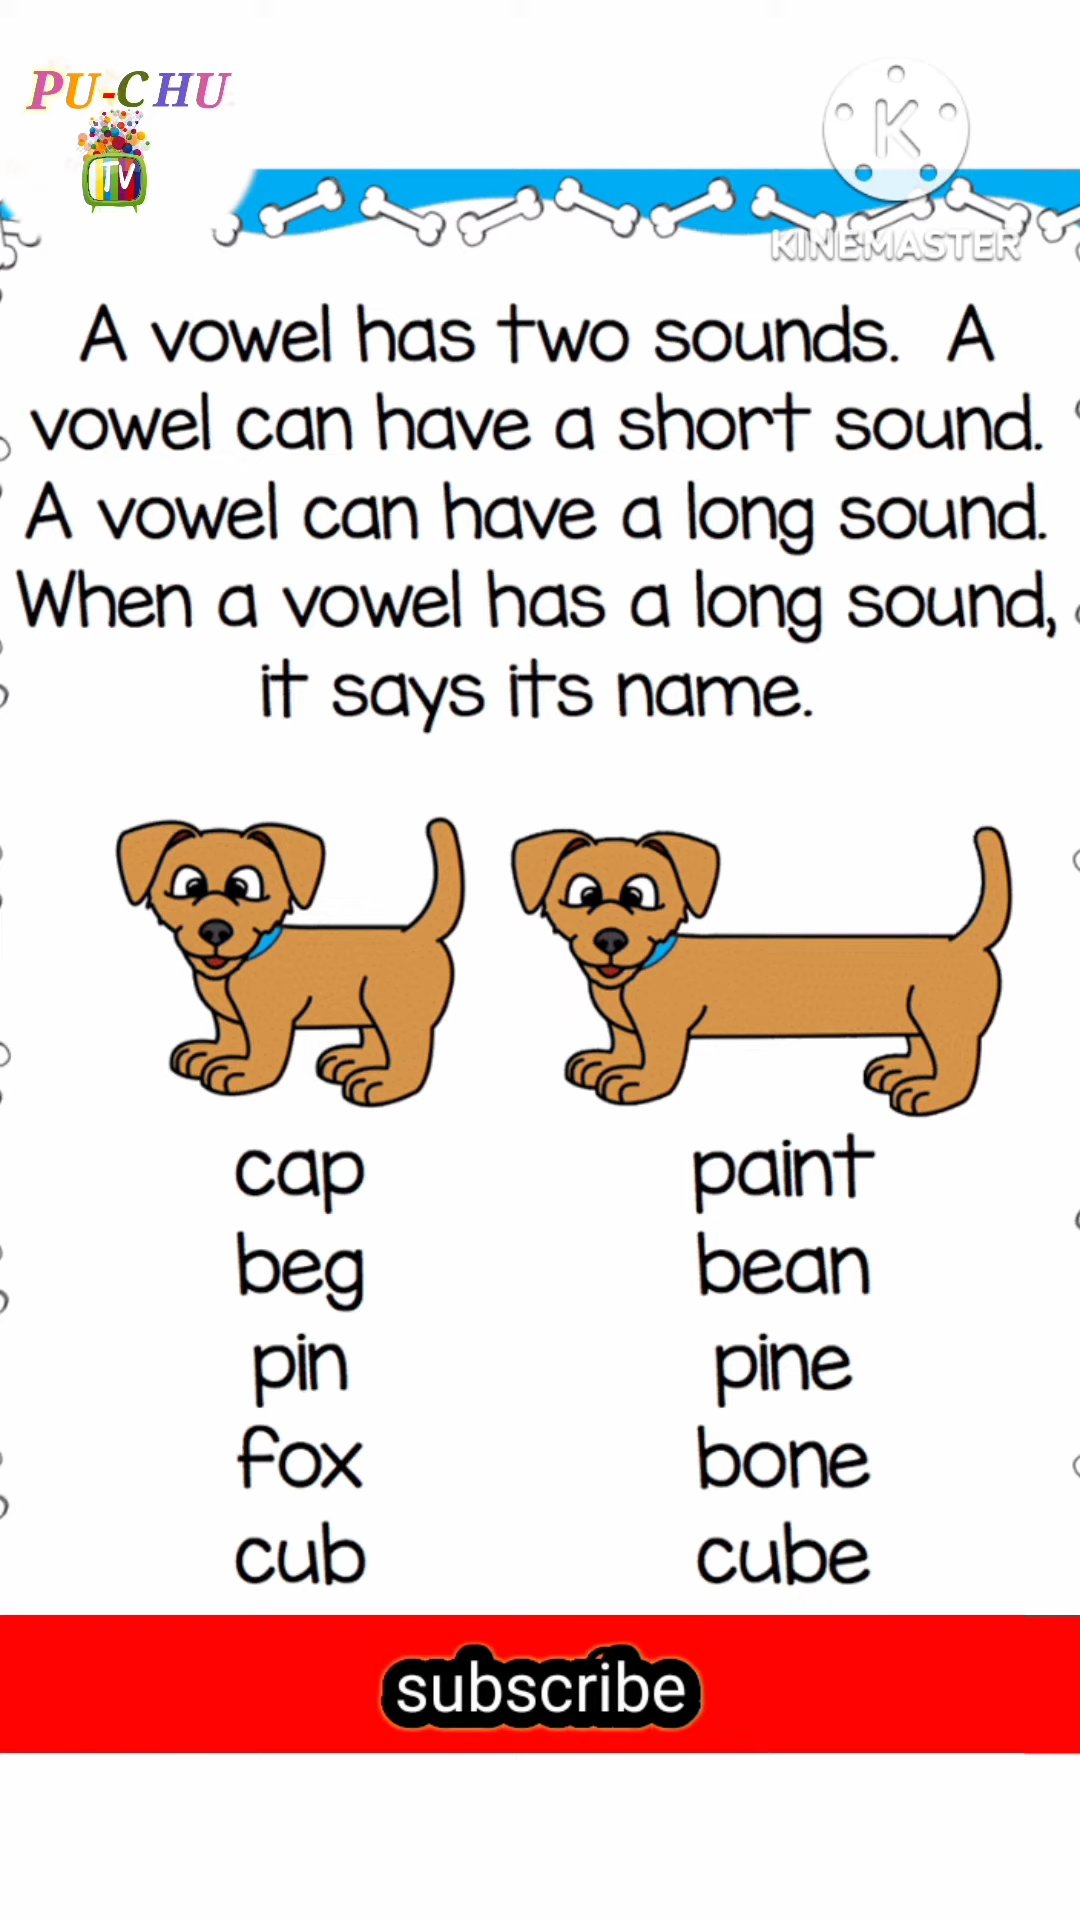 PU-CHU
TV
K
KINEMASTER
A vowel has two sounds. A
vowel can have a short sound.
A vowel can have a long sound.
When a vowel has a long sound,
it says its name.
cap paint
beg bean
pin pine
fox bone
cub cube
subscribe